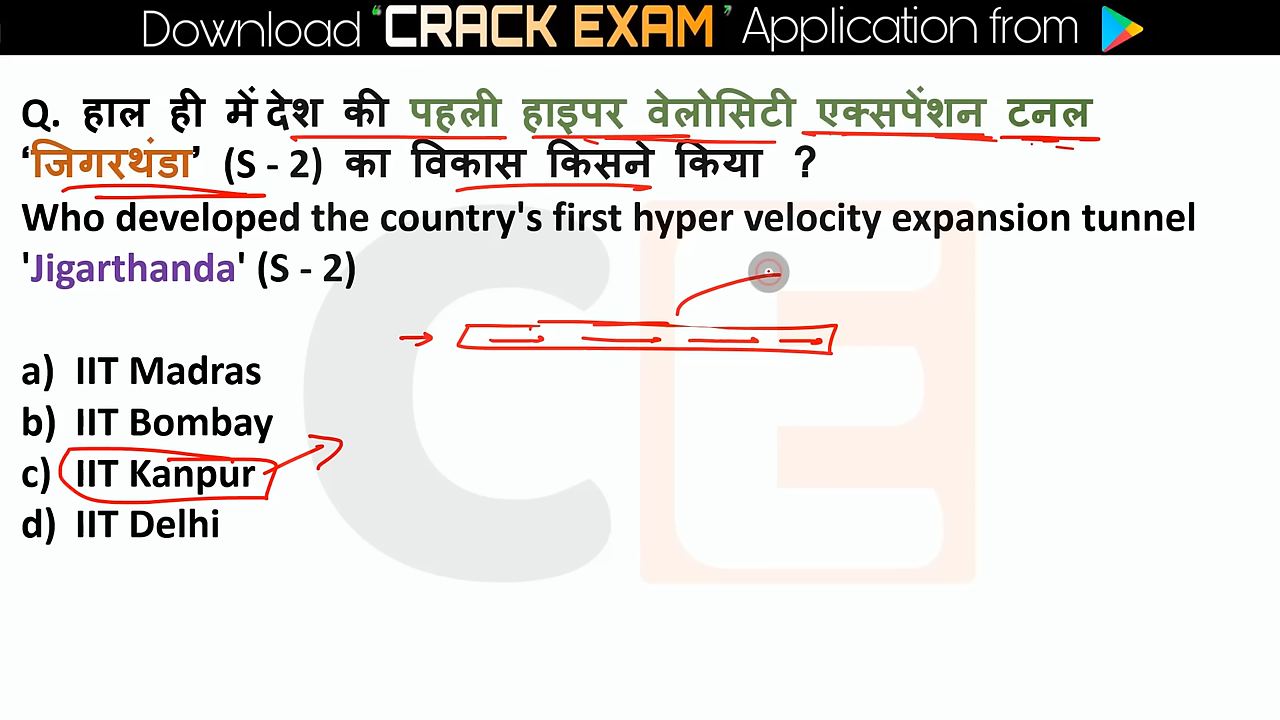 Download “CRACK EXAM” Application from
Q. हाल ही में देश की पहली हाइपर वेलोसिटी एक्सपेंशन टनल
‘जिगरथंडा’ (S - 2) का विकास किसने किया ?
Who developed the country's first hyper velocity expansion tunnel
'Jigarthanda' (S - 2)
a) IIT Madras
b) IIT Bombay
c) IIT Kanpur
d) IIT Delhi
CE